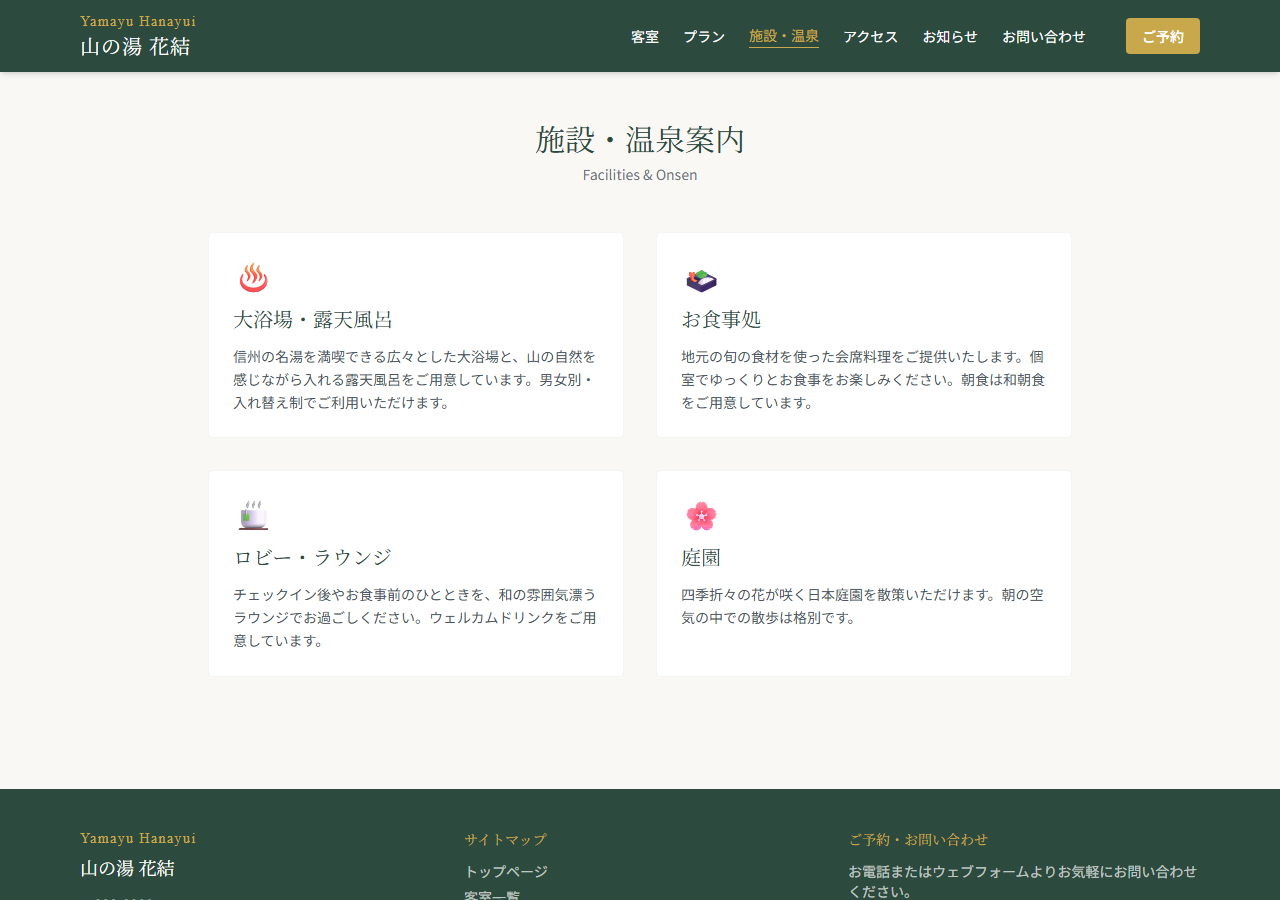 Yamayu Hanayui
山の湯 花結
客室
プラン
施設・温泉
アクセス
お知らせ
お問い合わせ
ご予約
施設・温泉案内
Facilities & Onsen
大浴場・露天風呂
信州の名湯を満喫できる広々とした大浴場と、山の自然を
感じながら入れる露天風呂をご用意しています。男女別・
入れ替え制でご利用いただけます。
お食事処
地元の旬の食材を使った会席料理をご提供いたします。個
室でゆっくりとお食事をお楽しみください。朝食は和朝食
をご用意しています。
ロビー・ラウンジ
チェックイン後やお食事前のひとときを、和の雰囲気漂う
ラウンジでお過ごしください。ウェルカムドリンクをご用
意しています。
庭園
四季折々の花が咲く日本庭園を散策いただけます。朝の空
気の中での散歩は格別です。
Yamayu Hanayui
山の湯 花結
サイトマップ
トップページ
客室一覧
ご予約・お問い合わせ
お電話またはウェブフォームよりお気軽にお問い合わせ
ください。